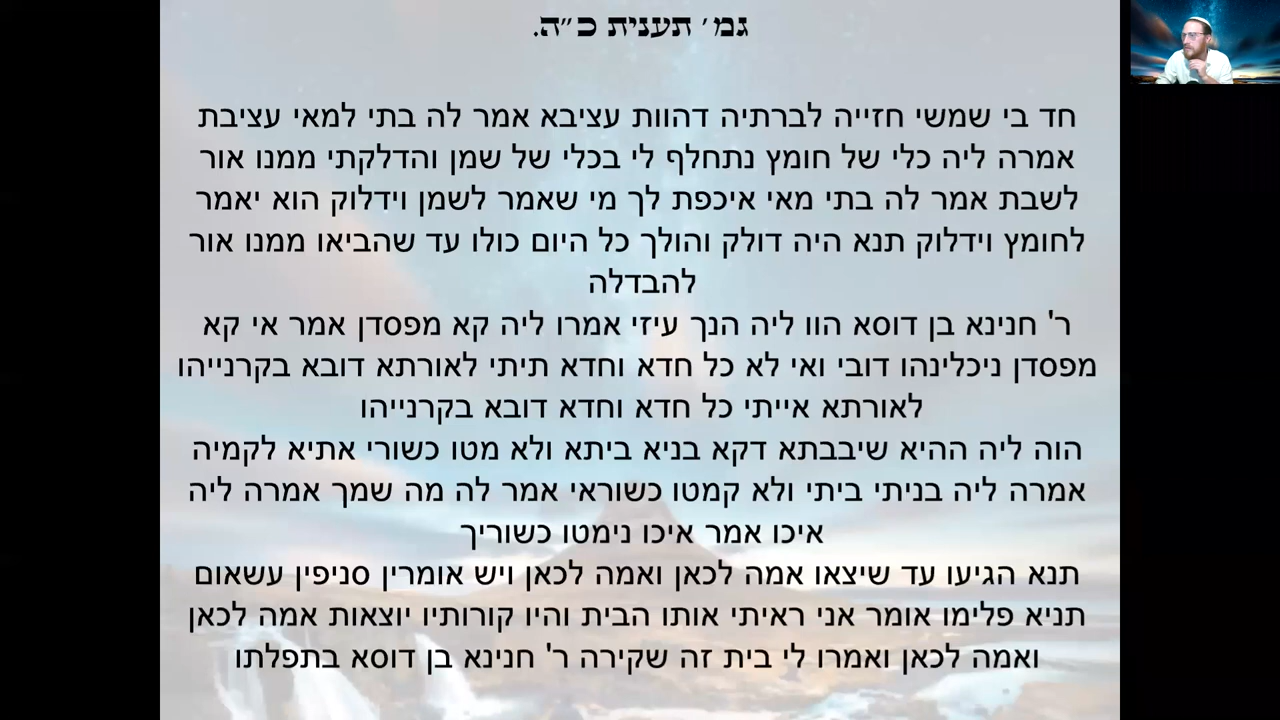 גמ׳ תענית כ״ה.
חד בי שמשי חזייה לברתיה דהוות עציבא אמר לה בתי למאי עציבת
אמרה ליה כלי של חומץ נתחלף לי בכלי של שמן והדלקתי ממנו אור
לשבת אמר לה בתי מאי איכפת לך מי שאמר לשמן וידלוק הוא יאמר
לחומץ וידלוק תנא היה דולק והולך כל היום כולו עד שהביאו ממנו אור
להבדלה
ר' חנינא בן דוסא הוו ליה הנך עיזי אמרו ליה קא מפסדן אמר אי קא
מפסדן ניכלינהו דובי ואי לא כל חדא וחדא תיתי לאורתא דובא בקרנייהו
לאורתא אייתי כל חדא וחדא דובא בקרנייהו
הוה ליה ההיא שיבבתא דקא בניא ביתא ולא מטו כשורי אתיא לקמיה
אמרה ליה בניתי ביתי ולא קמטו כשוראי אמר לה מה שמך אמרה ליה
איכו אמר איכו נימטו כשוריך
תנא הגיעו עד שיצאו אמה לכאן ואמה לכאן ויש אומרין סניפין עשאום
תניא פלימו אומר אני ראיתי אותו הבית והיו קורותיו יוצאות אמה לכאן
ואמה לכאן ואמרו לי בית זה שקירה ר' חנינא בן דוסא בתפלתו